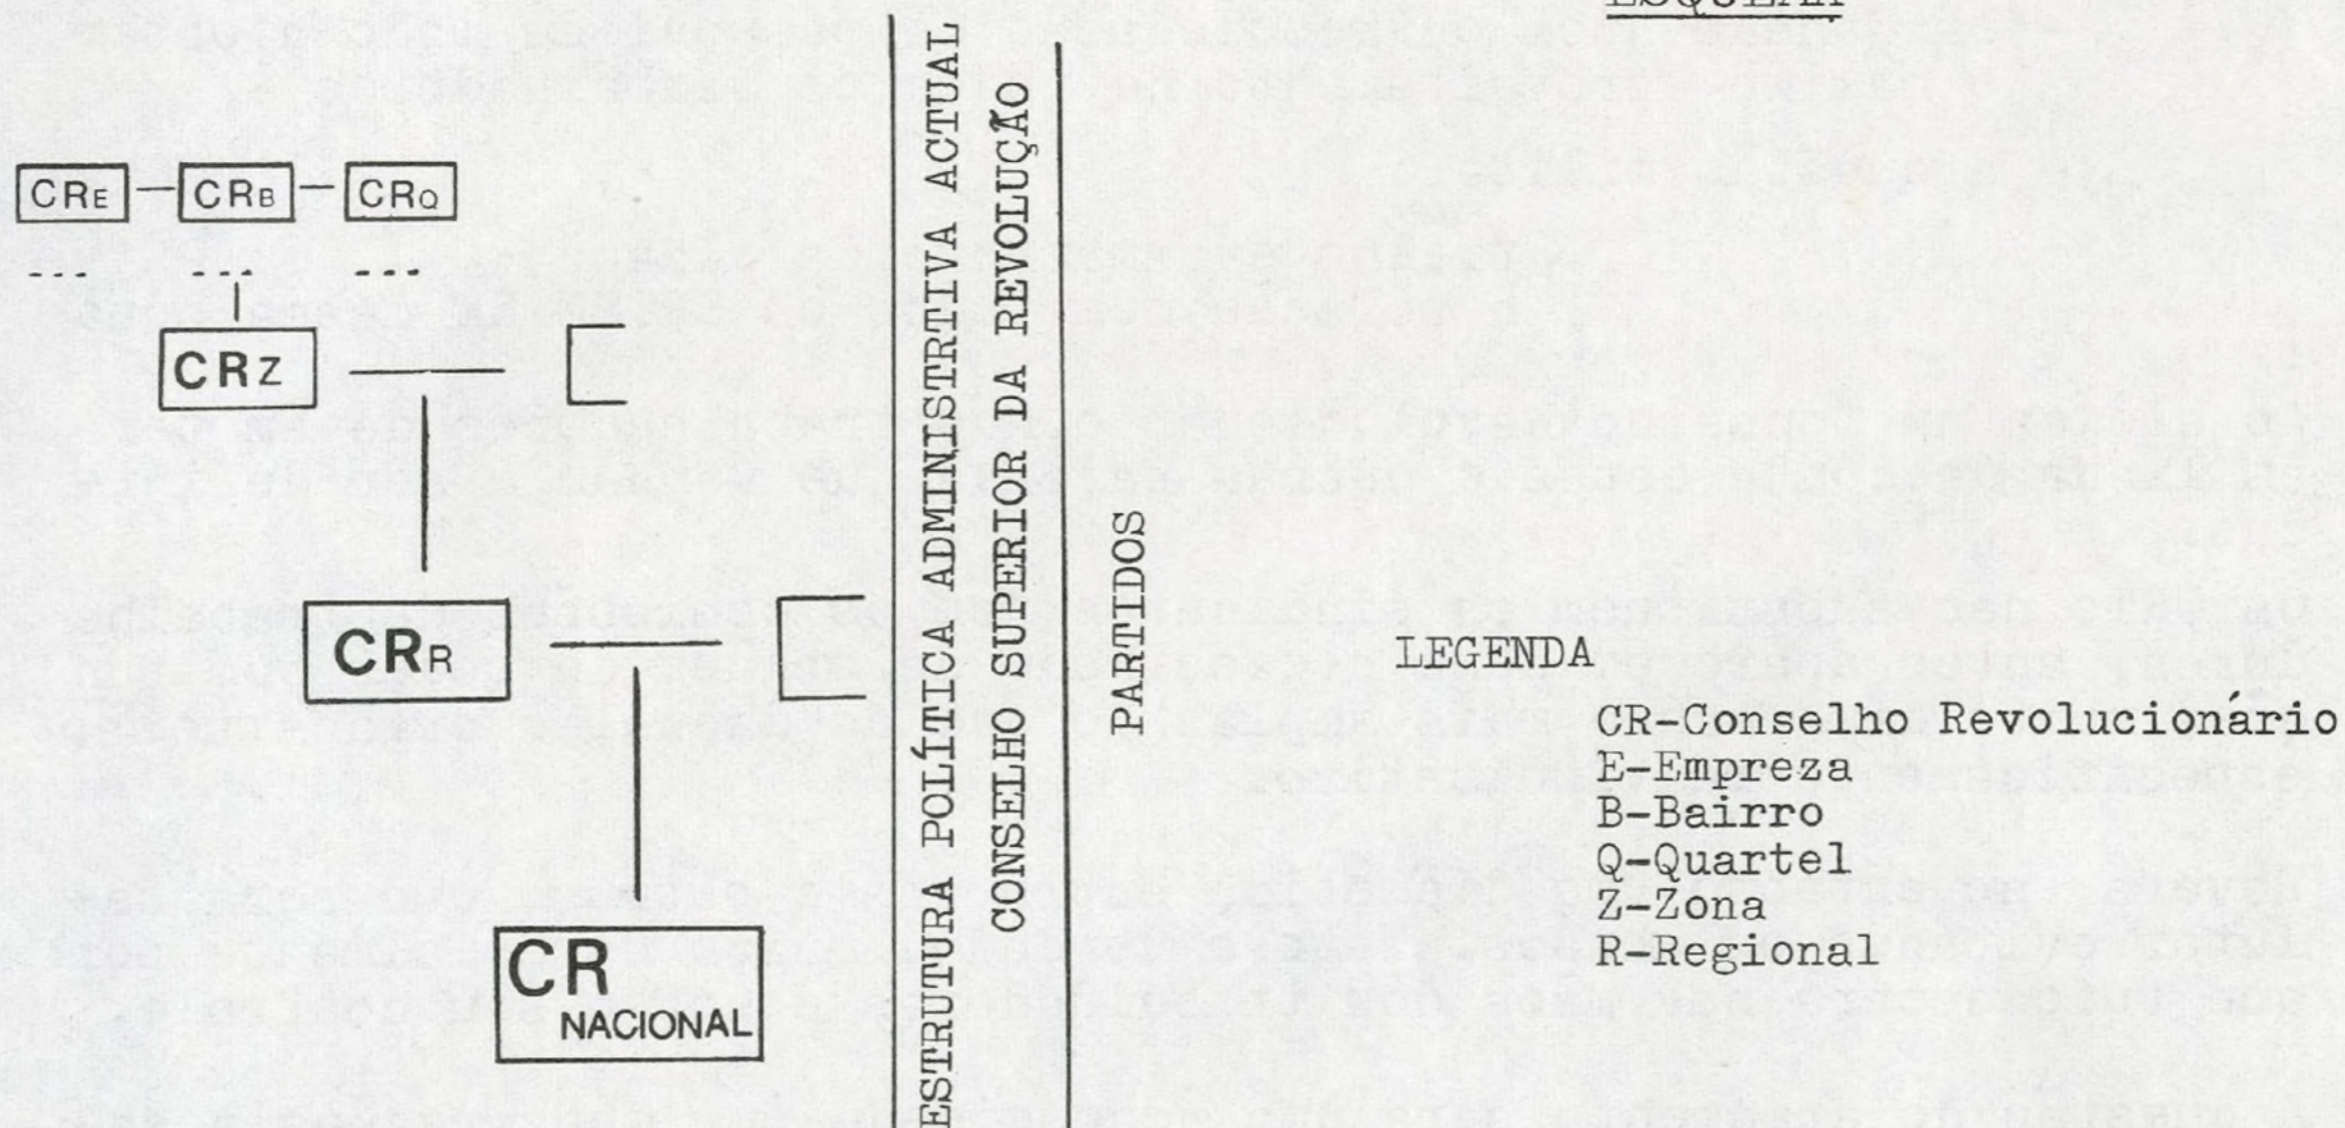 ESQUEMA
CRE
CRB
CRQ
CRZ
CRR
CR
NACIONAL
ESTRUTURA POLÍTICA ADMINISTRTIVA ACTUAL
CONSELHO SUPERIOR DA REVOLUÇÃO
PARTIDOS
LEGENDA
CR-Conselho Revolucionário
E-Empreza
B-Bairro
Q-Quartel
Z-Zona
R-Regional